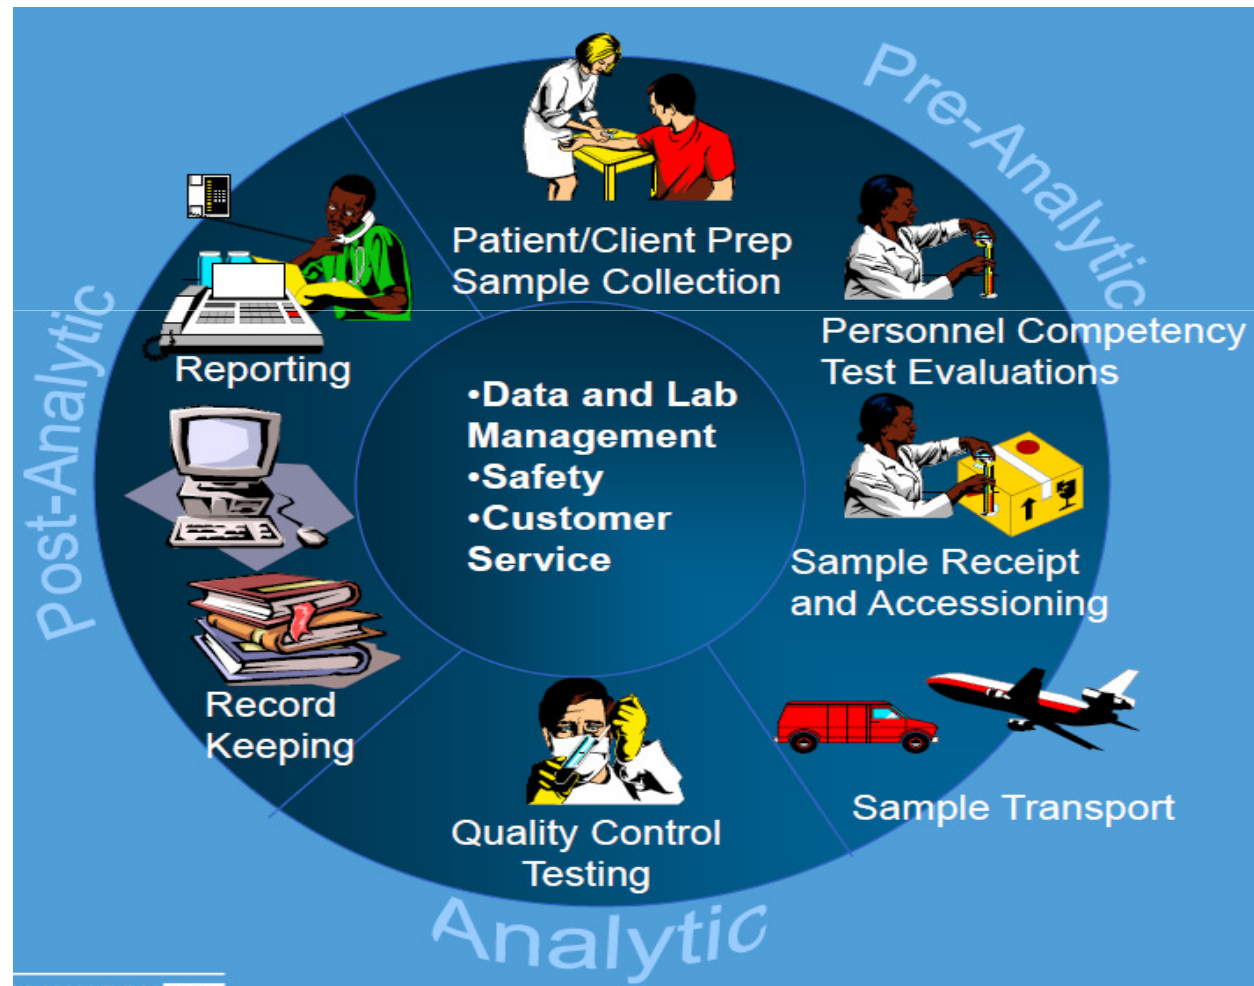 Pre-Analytic
Patient/Client Prep
Sample Collection
Personnel Competency
Test Evaluations
Sample Receipt
and Accessioning
Sample Transport
Analytic
Quality Control
Testing
Post-Analytic
Reporting
Record
Keeping
•Data and Lab
Management
•Safety
•Customer
Service